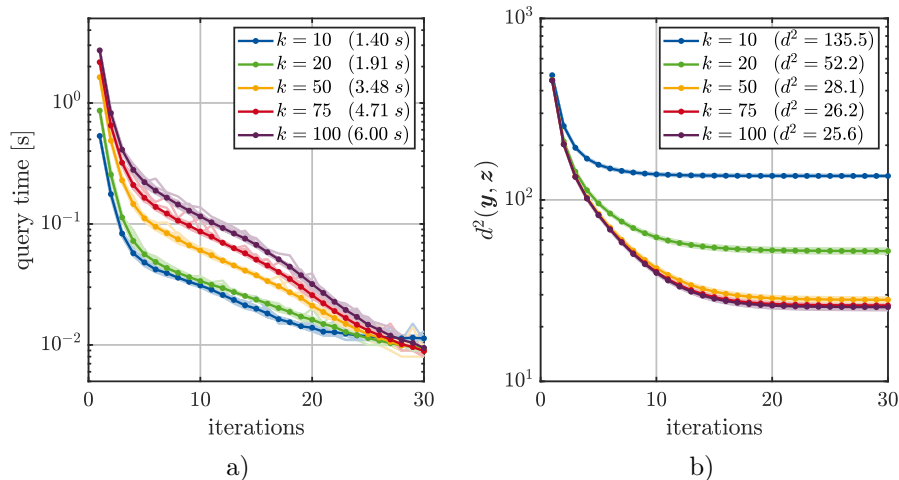 query time [s]
10^0
10^{-1}
10^{-2}
0 10 20 30
iterations
k = 10 (1.40 s)
k = 20 (1.91 s)
k = 50 (3.48 s)
k = 75 (4.71 s)
k = 100 (6.00 s)
a)
d^2(y, z)
10^3
10^2
10^1
0 10 20 30
iterations
k = 10 (d^2 = 135.5)
k = 20 (d^2 = 52.2)
k = 50 (d^2 = 28.1)
k = 75 (d^2 = 26.2)
k = 100 (d^2 = 25.6)
b)